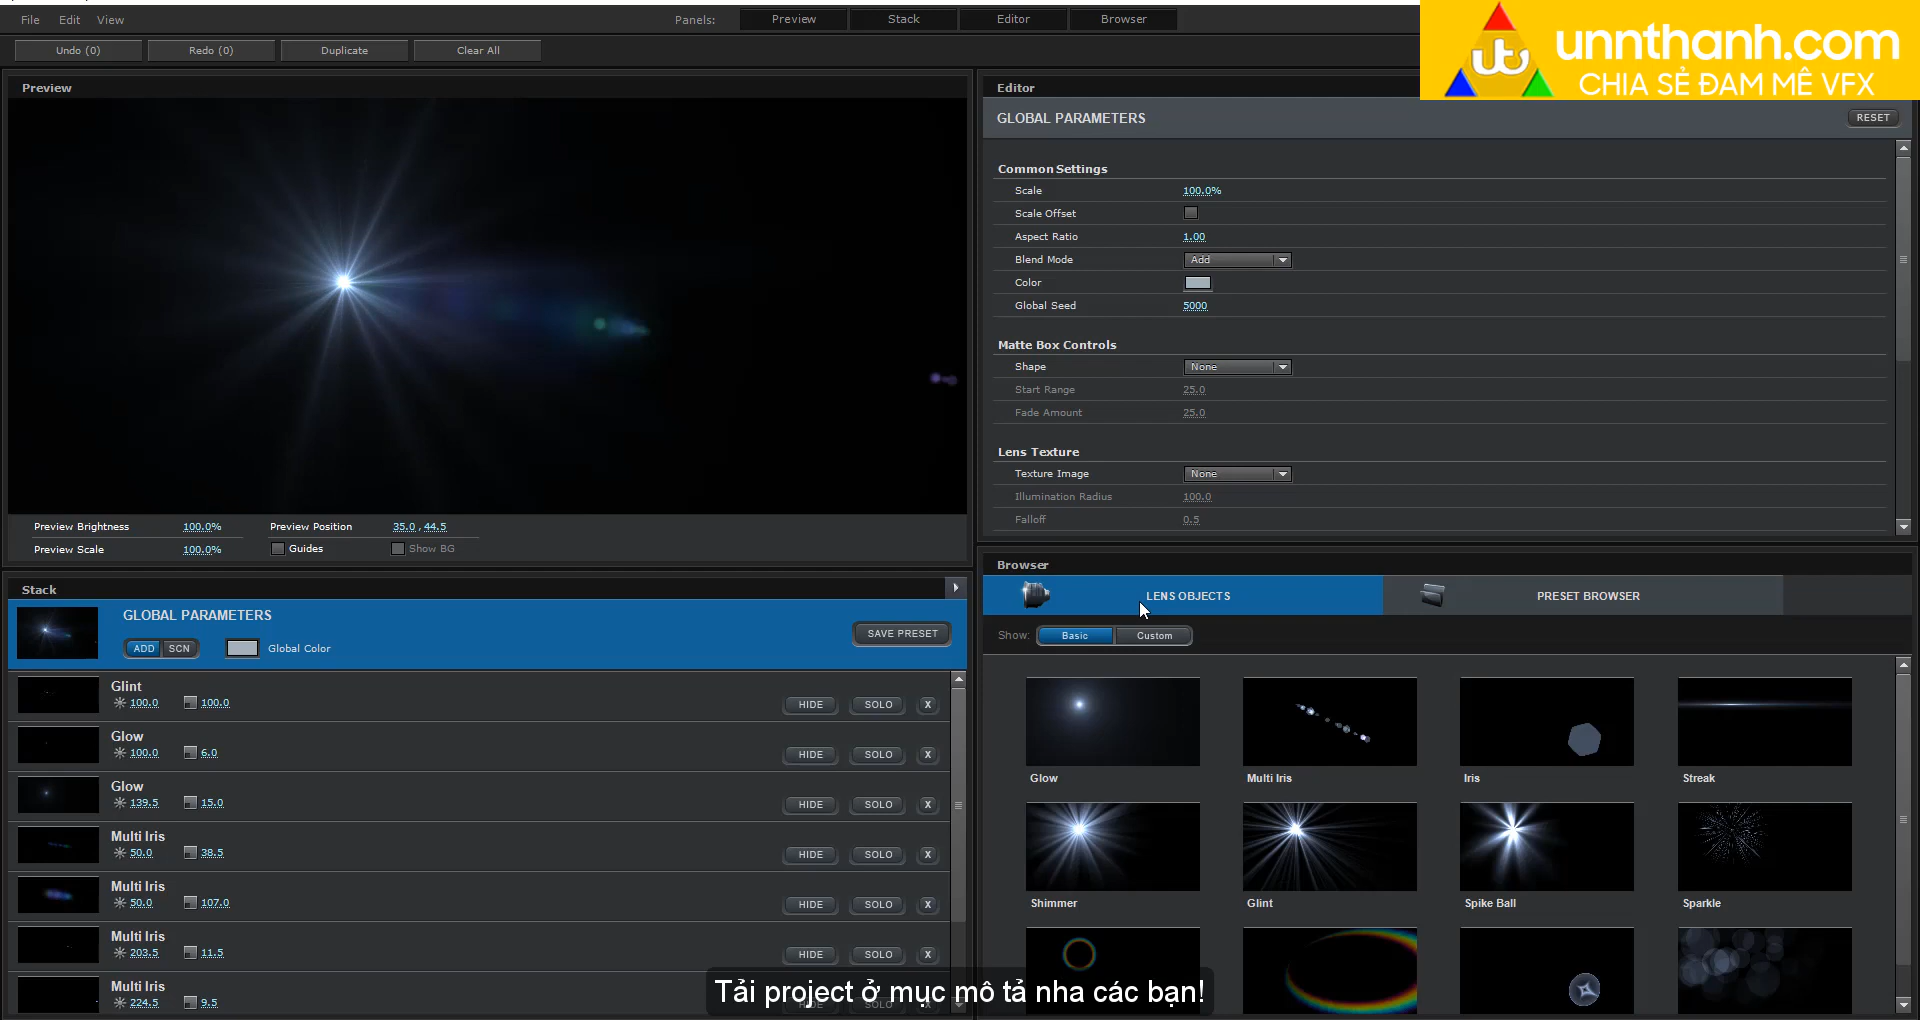 File Edit View
Panels: Preview Stack Editor Browser
Undo (0) Redo (0) Duplicate Clear All
unnthanh.com
CHIA SẺ ĐAM MÊ VFX
Preview
Preview Brightness 100.0% Preview Position 35.0 , 44.5
Preview Scale 100.0% Guides Show BG
Stack
GLOBAL PARAMETERS
ADD SCN Global Color SAVE PRESET
Glint
100.0 100.0 HIDE SOLO X
Glow
100.0 6.0 HIDE SOLO X
Glow
139.5 15.0 HIDE SOLO X
Multi Iris
50.0 38.5 HIDE SOLO X
Multi Iris
50.0 107.0 HIDE SOLO X
Multi Iris
203.5 11.5 HIDE SOLO X
Multi Iris
224.5 9.5 HIDE SOLO X
Editor
GLOBAL PARAMETERS RESET
Common Settings
Scale 100.0%
Scale Offset
Aspect Ratio 1.00
Blend Mode Add
Color
Global Seed 5000
Matte Box Controls
Shape None
Start Range 25.0
Fade Amount 25.0
Lens Texture
Texture Image None
Illumination Radius 100.0
Falloff 0.5
Browser
LENS OBJECTS PRESET BROWSER
Show: Basic Custom
Glow Multi Iris Iris Streak
Shimmer Glint Spike Ball Sparkle
Tải project ở mục mô tả nha các bạn!